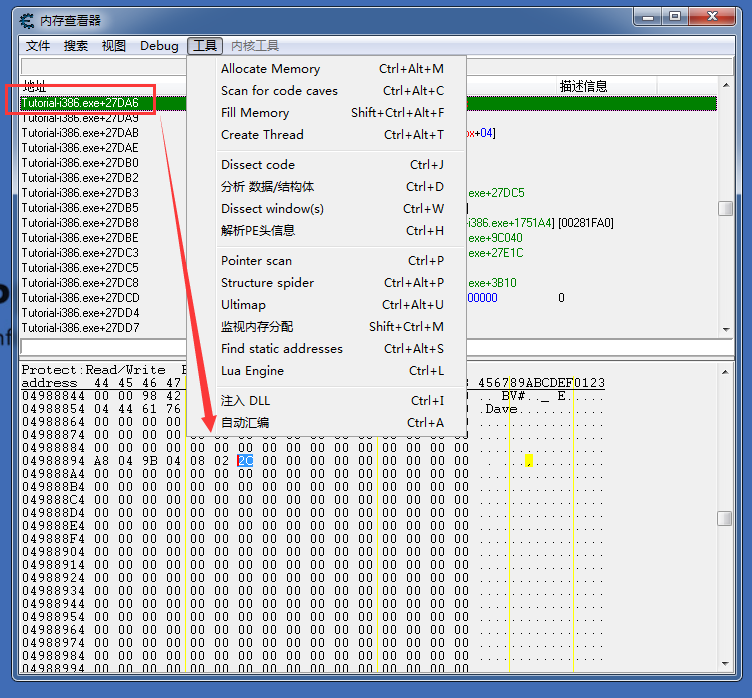 内存查看器
文件 搜索 视图 Debug 工具 内核工具
地址 描述信息
Tutorial-i386.exe+27DA6
Tutorial-i386.exe+27DA9
Tutorial-i386.exe+27DAB
Tutorial-i386.exe+27DAE
Tutorial-i386.exe+27DB0
Tutorial-i386.exe+27DB2
Tutorial-i386.exe+27DB3
Tutorial-i386.exe+27DB5
Tutorial-i386.exe+27DB8
Tutorial-i386.exe+27DBE
Tutorial-i386.exe+27DC3
Tutorial-i386.exe+27DC5
Tutorial-i386.exe+27DC8
Tutorial-i386.exe+27DCD
Tutorial-i386.exe+27DD4
Tutorial-i386.exe+27DD7
Allocate Memory Ctrl+Alt+M
Scan for code caves Ctrl+Alt+C
Fill Memory Shift+Ctrl+Alt+F
Create Thread Ctrl+Alt+T
Dissect code Ctrl+J
分析 数据/结构体 Ctrl+D
Dissect window(s) Ctrl+W
解析PE头信息 Ctrl+H
Pointer scan Ctrl+P
Structure spider Ctrl+Alt+P
Ultimap Ctrl+Alt+U
监视内存分配 Shift+Ctrl+M
Find static addresses Ctrl+Alt+S
Lua Engine Ctrl+L
注入 DLL Ctrl+I
自动汇编 Ctrl+A
+04]
.exe+27DC5
]
-i386.exe+1751A4] [00281FA0]
.exe+9C040
.exe+27E1C
.exe+3B10
00000 0
Protect:Read/Write
address 44 45 46 47 456789ABCDEF0123
04988844 00 00 98 42 .. BV#.._ E.....
04988854 04 44 61 76 .Dave...........
04988864 00 00 00 00
04988874 00 00 00 00 00 00 00 00 00 00 00 00 00 00 00 00 ................
04988884 00 00 00 00 00 00 00 00 00 00 00 00 00 00 00 00 ................
04988894 A8 04 9B 04 08 02 2C 00 00 00 00 00 00 00 00 00 ......,.........
049888A4 00 00 00 00 00 00 00 00 00 00 00 00 00 00 00 00 ................
049888B4 00 00 00 00 00 00 00 00 00 00 00 00 00 00 00 00 ................
049888C4 00 00 00 00 00 00 00 00 00 00 00 00 00 00 00 00 ................
049888D4 00 00 00 00 00 00 00 00 00 00 00 00 00 00 00 00 ................
049888E4 00 00 00 00 00 00 00 00 00 00 00 00 00 00 00 00 ................
049888F4 00 00 00 00 00 00 00 00 00 00 00 00 00 00 00 00 ................
04988904 00 00 00 00 00 00 00 00 00 00 00 00 00 00 00 00 ................
04988914 00 00 00 00 00 00 00 00 00 00 00 00 00 00 00 00 ................
04988924 00 00 00 00 00 00 00 00 00 00 00 00 00 00 00 00 ................
04988934 00 00 00 00 00 00 00 00 00 00 00 00 00 00 00 00 ................
04988944 00 00 00 00 00 00 00 00 00 00 00 00 00 00 00 00 ................
04988954 00 00 00 00 00 00 00 00 00 00 00 00 00 00 00 00 ................
04988964 00 00 00 00 00 00 00 00 00 00 00 00 00 00 00 00 ................
04988974 00 00 00 00 00 00 00 00 00 00 00 00 00 00 00 00 ................
04988984 00 00 00 00 00 00 00 00 00 00 00 00 00 00 00 00 ................
04988994 00 00 00 00 00 00 00 00 00 00 00 00 00 00 00 00 ................